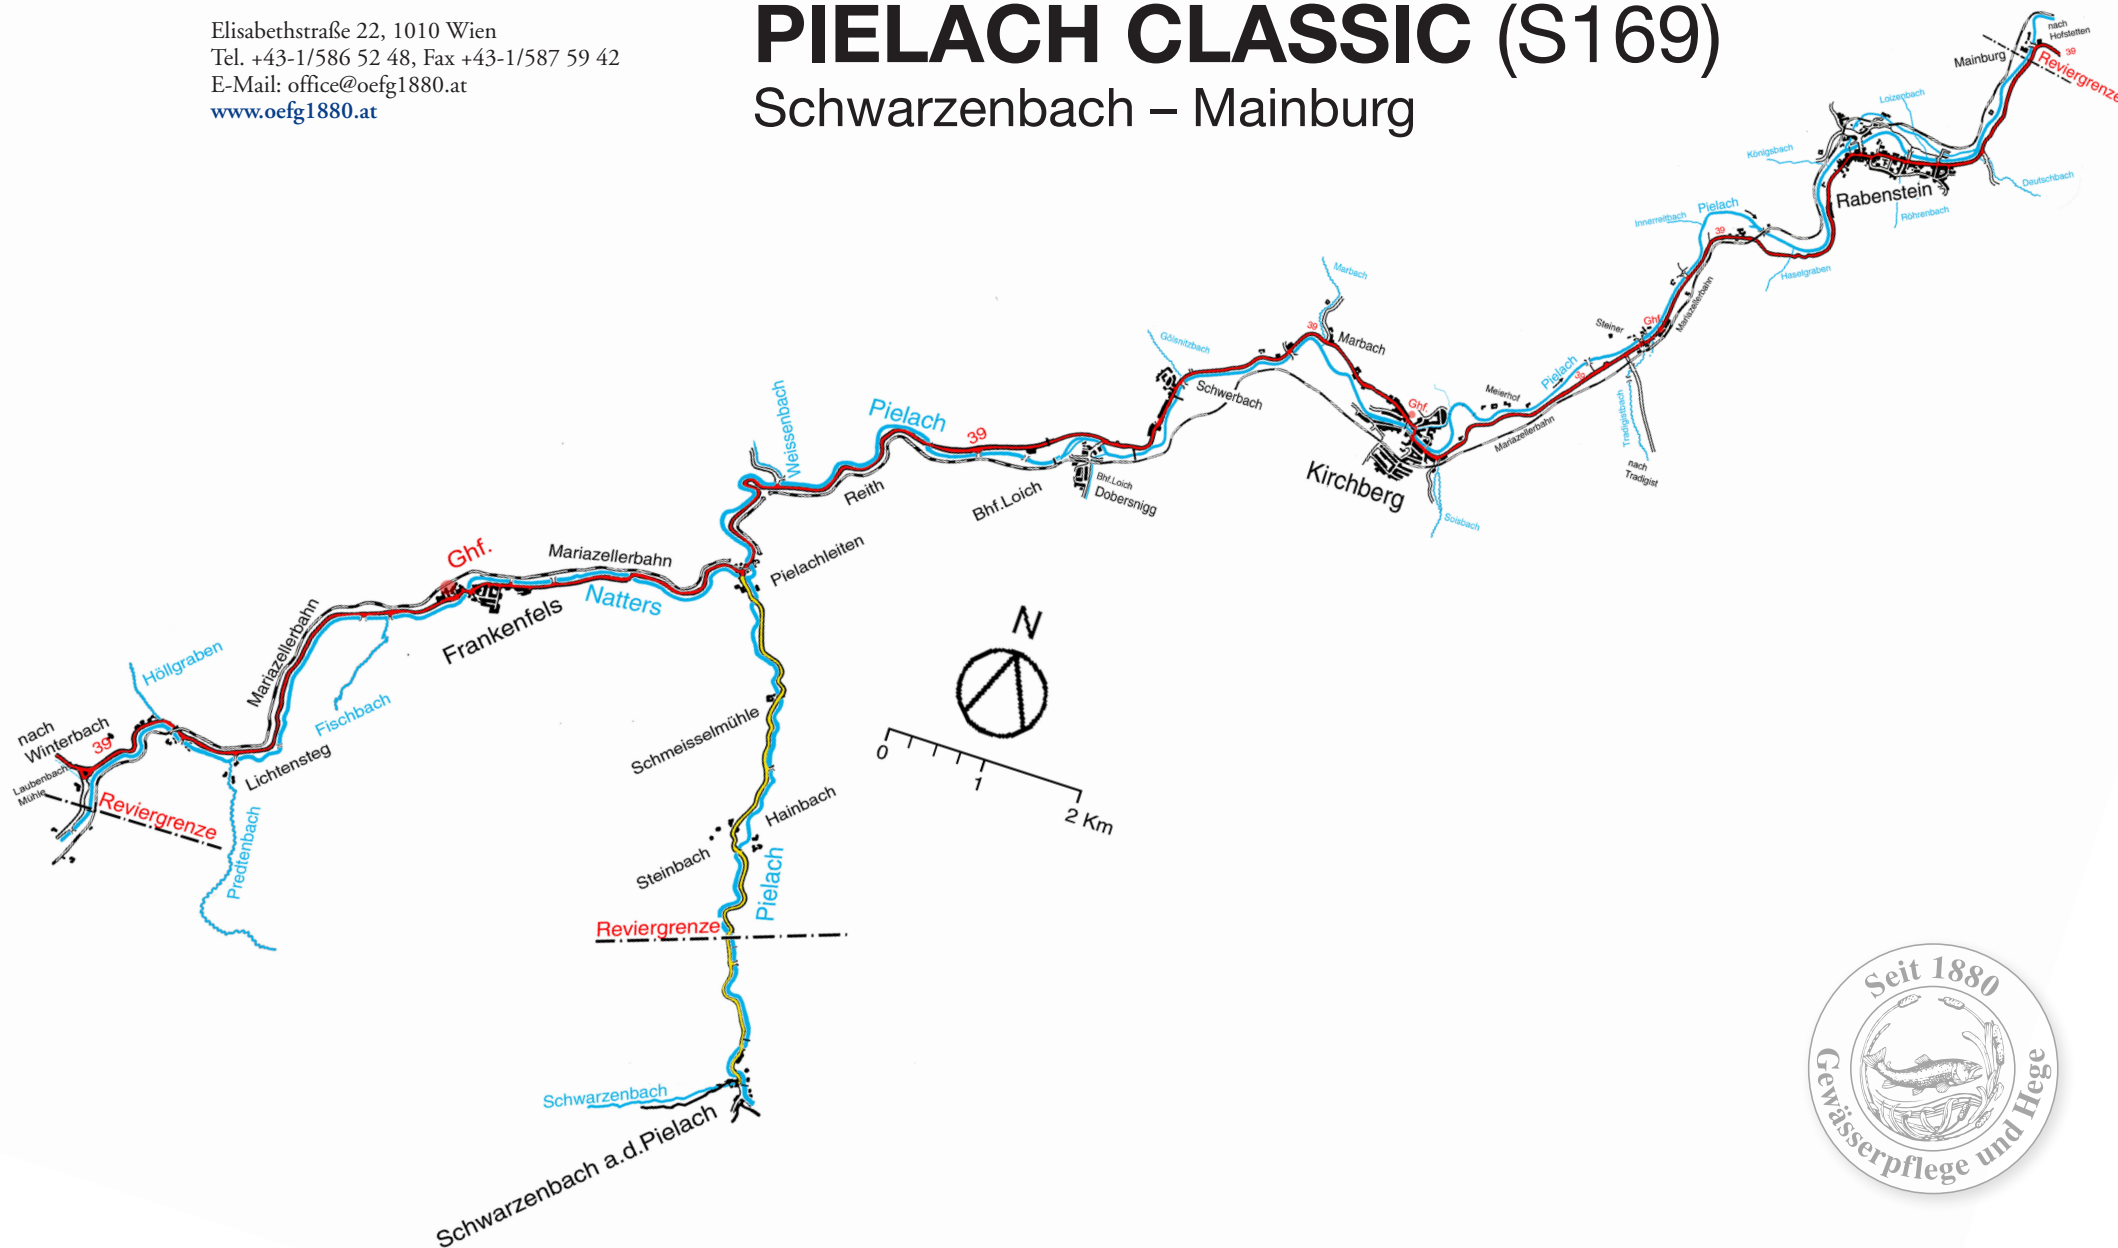 Elisabethstraße 22, 1010 Wien
Tel. +43-1/586 52 48, Fax +43-1/587 59 42
E-Mail: office@oefg1880.at
www.oefg1880.at
PIELACH CLASSIC (S169)
Schwarzenbach – Mainburg
nach
Hofstetten
39
Mainburg
Reviergrenze
Loizenbach
Königsbach
Deutschbach
Rabenstein
Röhrenbach
Innerreitbach
Pielach
39
Haselgraben
Mariazellerbahn
Marbach
39
Marbach
Steiner
Ghf.
Gölsnitzbach
Schwerbach
Pielach
39
Meierhof
Mariazellerbahn
Tradigistbach
nach
Tradigist
Ghf.
Kirchberg
Soisbach
Weissenbach
Pielach
39
Reith
Bhf.Loich
Bhf.Loich
Dobersnigg
Pielachleiten
Ghf.
Mariazellerbahn
Natters
Frankenfels
Mariazellerbahn
Höllgraben
Fischbach
nach
Winterbach
39
Laubenbach
Mühle
Lichtensteg
Reviergrenze
Predtenbach
N
0
1
2 Km
Schmeisselmühle
Hainbach
Steinbach
Pielach
Reviergrenze
Schwarzenbach
Schwarzenbach a.d.Pielach
Seit 1880
Gewässerpflege und Hege